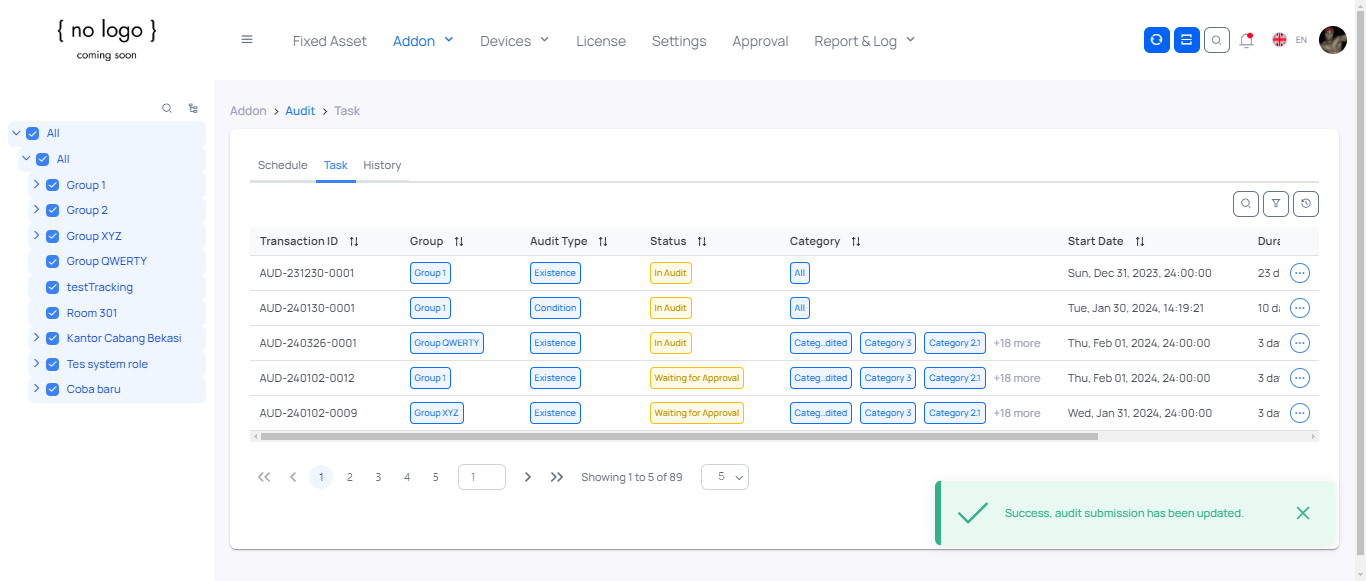 { no logo }
coming soon
Fixed Asset Addon Devices License Settings Approval Report & Log EN
All
All
Group 1
Group 2
Group XYZ
Group QWERTY
testTracking
Room 301
Kantor Cabang Bekasi
Tes system role
Coba baru
Addon > Audit > Task
Schedule Task History
Transaction ID Group Audit Type Status Category Start Date Dura
AUD-231230-0001 Group 1 Existence In Audit All Sun, Dec 31, 2023, 24:00:00 23 d
AUD-240130-0001 Group 1 Condition In Audit All Tue, Jan 30, 2024, 14:19:21 10 da
AUD-240326-0001 Group QWERTY Existence In Audit Categ...dited Category 3 Category 2.1 +18 more Thu, Feb 01, 2024, 24:00:00 3 da
AUD-240102-0012 Group 1 Existence Waiting for Approval Categ...dited Category 3 Category 2.1 +18 more Thu, Feb 01, 2024, 24:00:00 3 da
AUD-240102-0009 Group XYZ Existence Waiting for Approval Categ...dited Category 3 Category 2.1 +18 more Wed, Jan 31, 2024, 24:00:00 3 da
1 2 3 4 5 1 Showing 1 to 5 of 89 5
Success, audit submission has been updated.